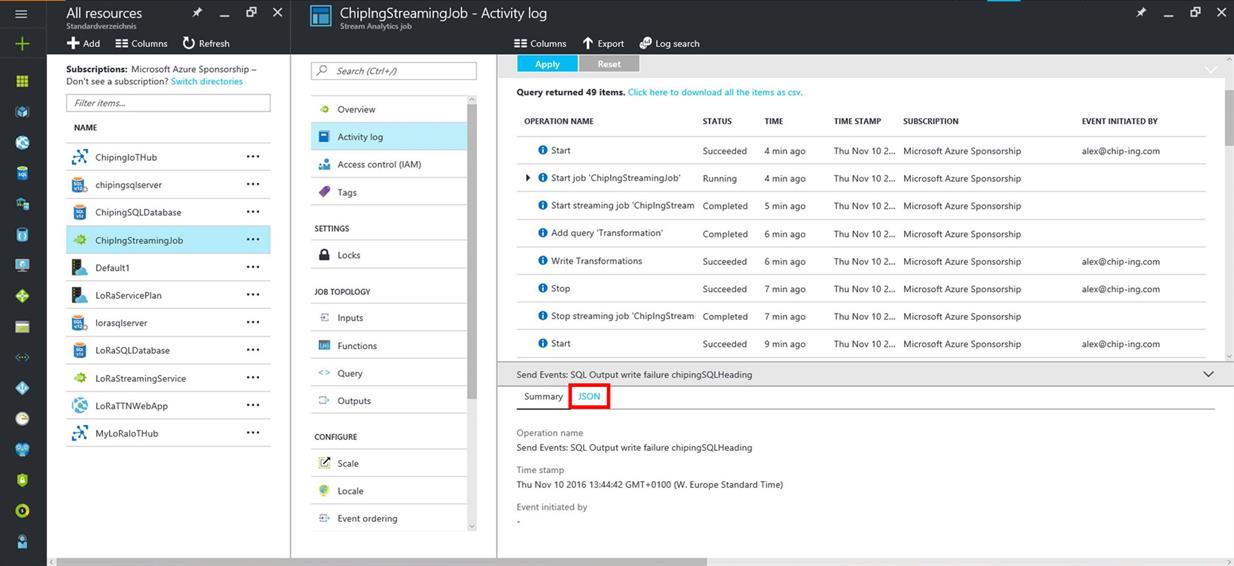 All resources
Standardverzeichnis
Add Columns Refresh
Subscriptions: Microsoft Azure Sponsorship –
Don't see a subscription? Switch directories
Filter items...
NAME
ChipingIoTHub ...
chipingsqlserver ...
ChipingSQLDatabase ...
ChipIngStreamingJob ...
Default1 ...
LoRaServicePlan ...
lorasqlserver ...
LoRaSQLDatabase ...
LoRaStreamingService ...
LoRaTTNWebApp ...
MyLoRaIoTHub ...
ChipIngStreamingJob - Activity log
Stream Analytics job
Search (Ctrl+/)
Overview
Activity log
Access control (IAM)
Tags
SETTINGS
Locks
JOB TOPOLOGY
Inputs
Functions
Query
Outputs
CONFIGURE
Scale
Locale
Event ordering
Columns Export Log search
Apply Reset
Query returned 49 items. Click here to download all the items as csv.
OPERATION NAME STATUS TIME TIME STAMP SUBSCRIPTION EVENT INITIATED BY
Start Succeeded 4 min ago Thu Nov 10 2... Microsoft Azure Sponsorship alex@chip-ing.com
Start job 'ChipIngStreamingJob' Running 4 min ago Thu Nov 10 2... Microsoft Azure Sponsorship
Start streaming job 'ChipIngStream Completed 5 min ago Thu Nov 10 2... Microsoft Azure Sponsorship
Add query 'Transformation' Completed 6 min ago Thu Nov 10 2... Microsoft Azure Sponsorship
Write Transformations Succeeded 6 min ago Thu Nov 10 2... Microsoft Azure Sponsorship alex@chip-ing.com
Stop Succeeded 7 min ago Thu Nov 10 2... Microsoft Azure Sponsorship alex@chip-ing.com
Stop streaming job 'ChipIngStream Completed 7 min ago Thu Nov 10 2... Microsoft Azure Sponsorship
Start Succeeded 9 min ago Thu Nov 10 2... Microsoft Azure Sponsorship alex@chip-ing.com
Send Events: SQL Output write failure chipingSQLHeading
Summary JSON
Operation name
Send Events: SQL Output write failure chipingSQLHeading
Time stamp
Thu Nov 10 2016 13:44:42 GMT+0100 (W. Europe Standard Time)
Event initiated by
-